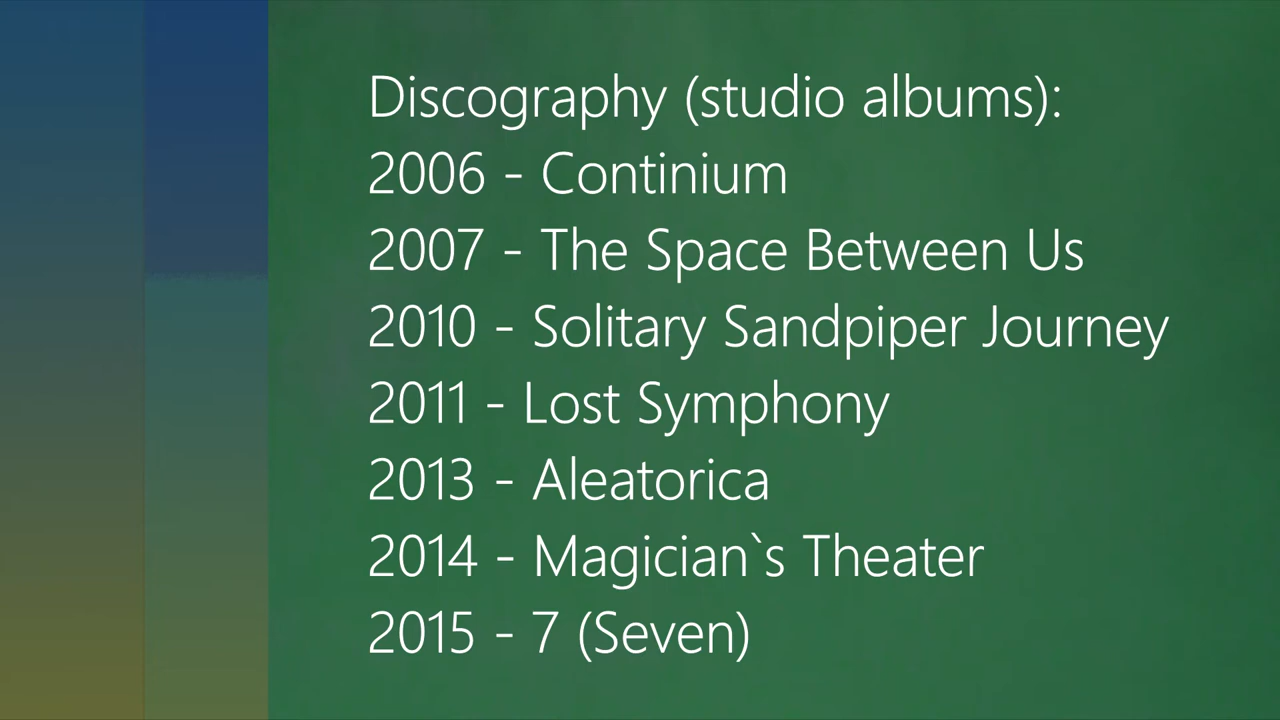 Discography (studio albums):
2006 - Continium
2007 - The Space Between Us
2010 - Solitary Sandpiper Journey
2011 - Lost Symphony
2013 - Aleatorica
2014 - Magician`s Theater
2015 - 7 (Seven)